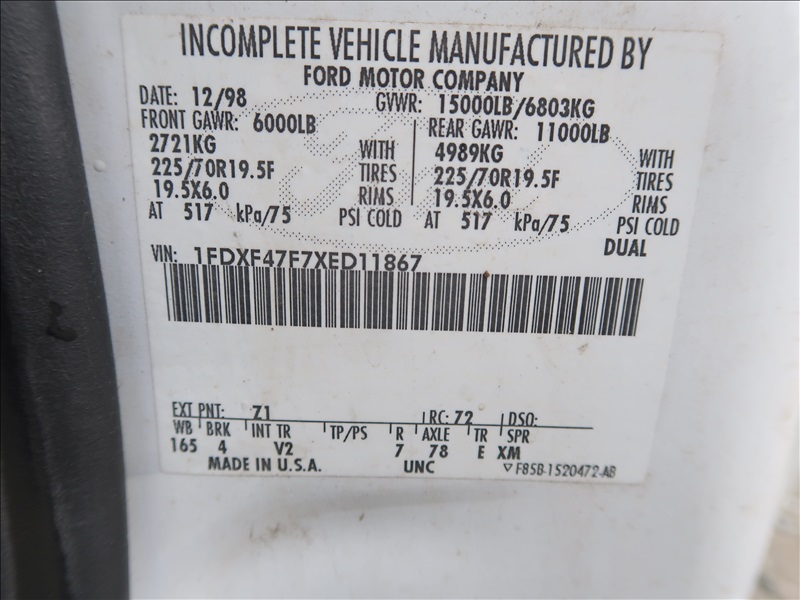 INCOMPLETE VEHICLE MANUFACTURED BY
FORD MOTOR COMPANY
DATE: 12/98 GVWR: 15000LB/6803KG
FRONT GAWR: 6000LB REAR GAWR: 11000LB
2721KG WITH 4989KG WITH
225/70R19.5F TIRES 225/70R19.5F TIRES
19.5X6.0 RIMS 19.5X6.0 RIMS
AT 517 kPa/75 PSI COLD AT 517 kPa/75 PSI COLD
DUAL
VIN: 1FDXF47F7XED11867
EXT PNT: Z1 RC: 72 DSO:
WB BRK INT TR TP/PS R AXLE TR SPR
165 4 V2 7 78 E XM
MADE IN U.S.A. UNC F85B-1520472-AB